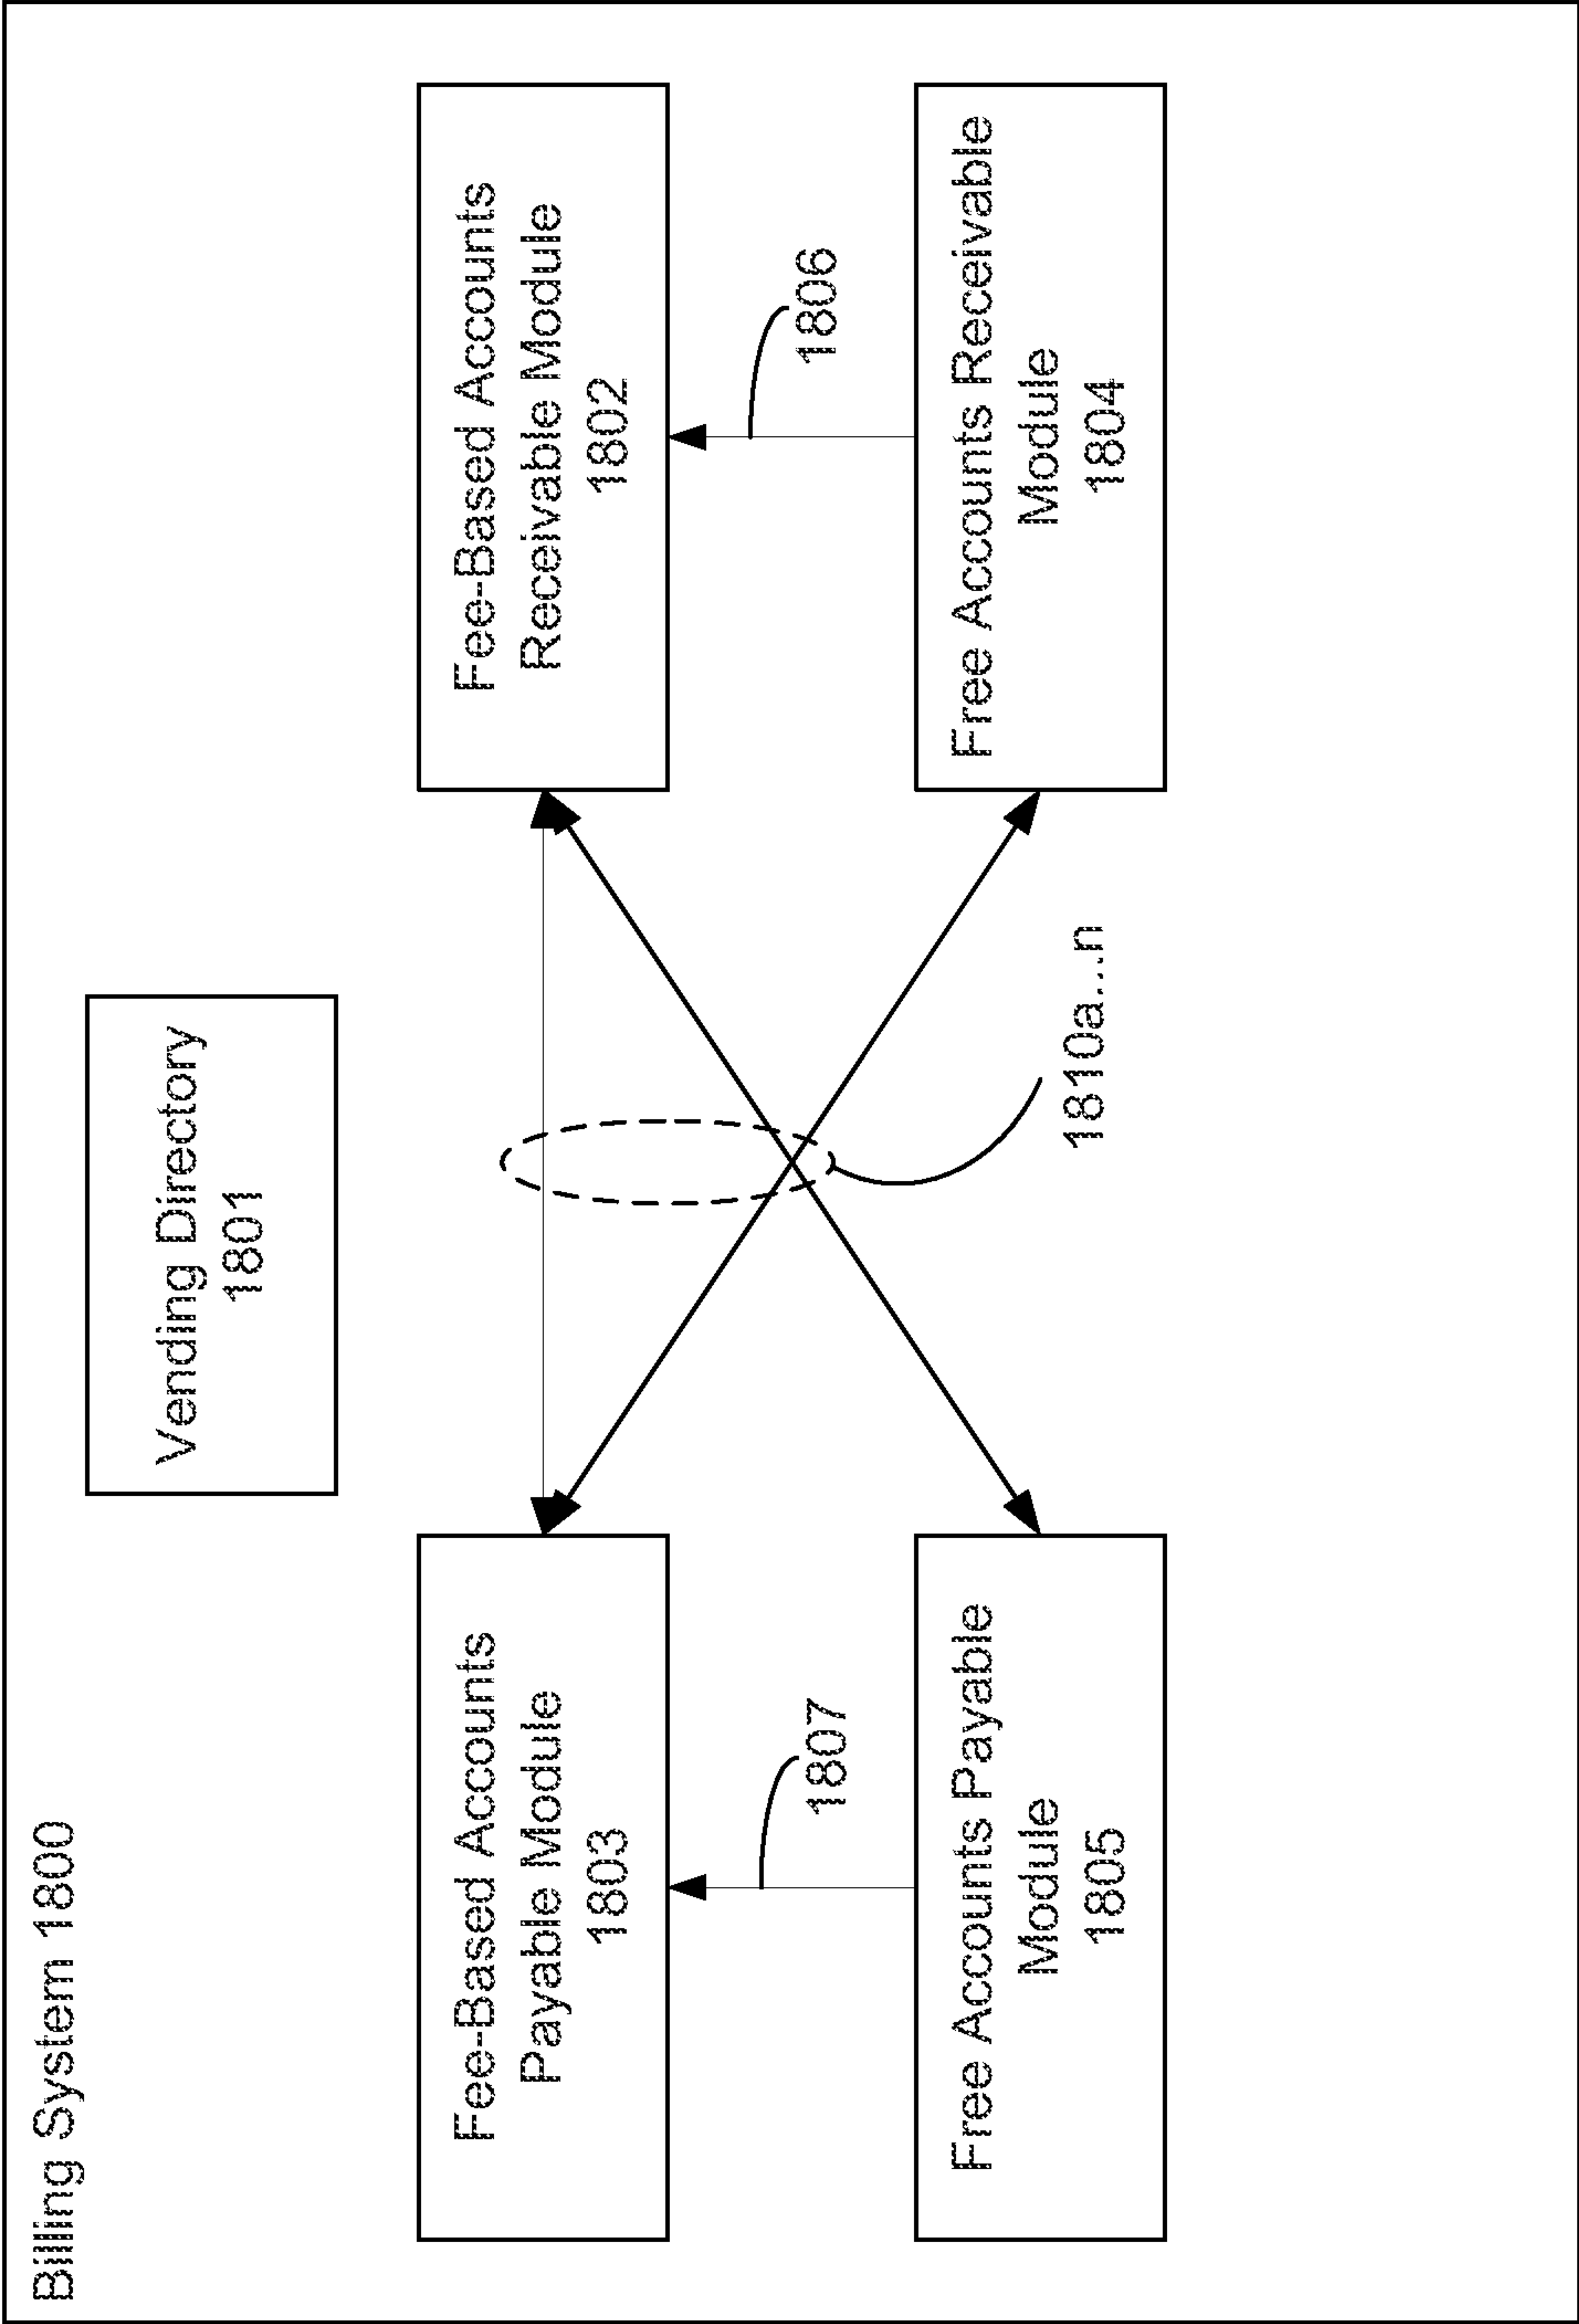 Billing System 1800
Vending Directory
1801
Fee-Based Accounts
Payable Module
1803
Fee-Based Accounts
Receivable Module
1802
1807
1806
1810a...n
Free Accounts Payable
Module
1805
Free Accounts Receivable
Module
1804